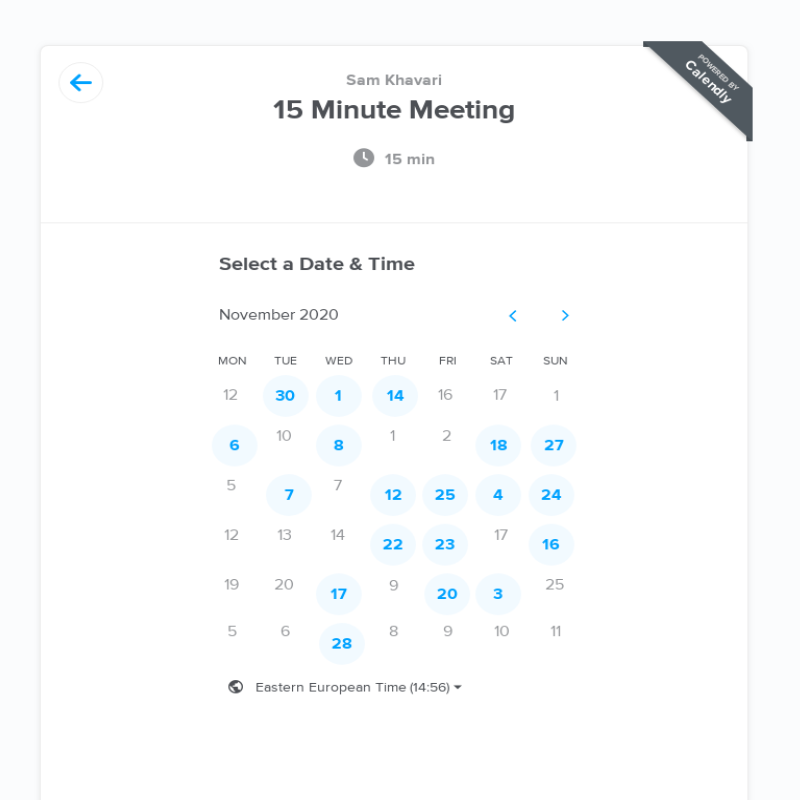 POWERED BY
Calendly
Sam Khavari
15 Minute Meeting
15 min
Select a Date & Time
November 2020
MON TUE WED THU FRI SAT SUN
12 30 1 14 16 17 1
6 10 8 1 2 18 27
5 7 7 12 25 4 24
12 13 14 22 23 17 16
19 20 17 9 20 3 25
5 6 28 8 9 10 11
Eastern European Time (14:56)